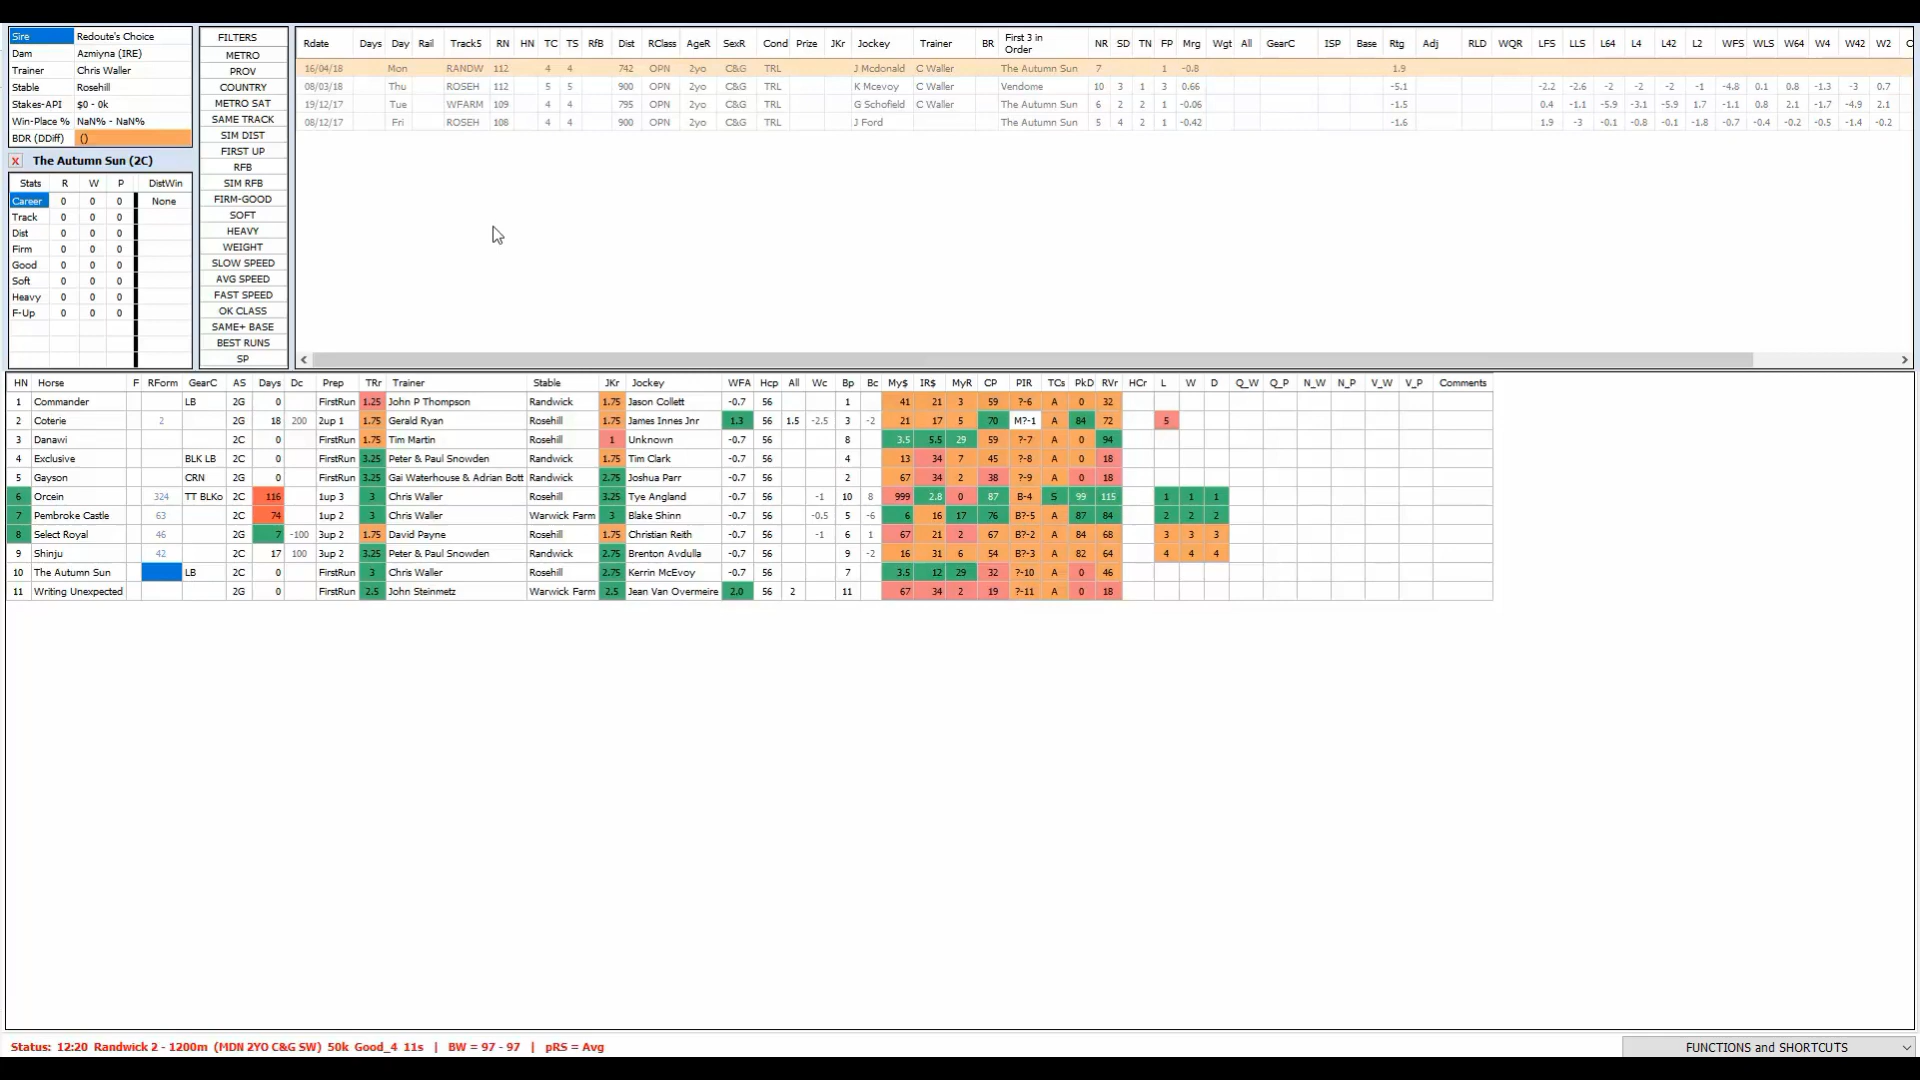 Sire Redoute's Choice
Dam Azmiyna (IRE)
Trainer Chris Waller
Stable Rosehill
Stakes-API $0 - 0k
Win-Place % NaN% - NaN%
BDR (DDiff) ()
X The Autumn Sun (2C)
Stats R W P DistWin
Career 0 0 0 None
Track 0 0 0
Dist 0 0 0
Firm 0 0 0
Good 0 0 0
Soft 0 0 0
Heavy 0 0 0
F-Up 0 0 0
FILTERS
METRO
PROV
COUNTRY
METRO SAT
SAME TRACK
SIM DIST
FIRST UP
RFB
SIM RFB
FIRM-GOOD
SOFT
HEAVY
WEIGHT
SLOW SPEED
AVG SPEED
FAST SPEED
OK CLASS
SAME+ BASE
BEST RUNS
SP
Rdate Days Day Rail Track5 RN HN TC TS RfB Dist RClass AgeR SexR Cond Prize JKr Jockey Trainer BR First 3 in Order NR SD TN FP Mrg Wgt All GearC ISP Base Rtg Adj RLD WQR LFS LLS L64 L4 L42 L2 WFS WLS W64 W4 W42 W2
16/04/18 Mon RANDW 112 4 4 742 OPN 2yo C&G TRL J Mcdonald C Waller The Autumn Sun 7 1 -0.8 1.9
08/03/18 Thu ROSEH 112 5 5 900 OPN 2yo C&G TRL K Mcevoy C Waller Vendome 10 3 1 3 0.66 -5.1 -2.2 -2.6 -2 -2 -2 -1 -4.8 0.1 0.8 -1.3 -3 0.7
19/12/17 Tue WFARM 109 4 4 795 OPN 2yo C&G TRL G Schofield C Waller The Autumn Sun 6 2 2 1 -0.06 -1.5 0.4 -1.1 -5.9 -3.1 -5.9 1.7 -1.1 0.8 2.1 -1.7 -4.9 2.1
08/12/17 Fri ROSEH 108 4 4 900 OPN 2yo C&G TRL J Ford The Autumn Sun 5 4 2 1 -0.42 -1.6 1.9 -3 -0.1 -0.8 -0.1 -1.8 -0.7 -0.4 -0.2 -0.5 -1.4 -0.2
HN Horse F RForm GearC AS Days Dc Prep TRr Trainer Stable JKr Jockey WFA Hcp All Wc Bp Bc My$ IR$ MyR CP PIR TCs PkD RVr HCr L W D Q_W Q_P N_W N_P V_W V_P Comments
1 Commander LB 2G 0 FirstRun 1.25 John P Thompson Randwick 1.75 Jason Collett -0.7 56 1 41 21 3 59 ?-6 A 0 32
2 Coterie 2 2G 18 200 2up 1 1.75 Gerald Ryan Rosehill 1.75 James Innes Jnr 1.3 56 1.5 -2.5 3 -2 21 17 5 70 M?-1 A 84 72 5
3 Danawi 2C 0 FirstRun 1.75 Tim Martin Rosehill 1 Unknown -0.7 56 8 3.5 5.5 29 59 ?-7 A 0 94
4 Exclusive BLK LB 2C 0 FirstRun 3.25 Peter & Paul Snowden Randwick 1.75 Tim Clark -0.7 56 4 13 34 7 45 ?-8 A 0 18
5 Gayson CRN 2C 0 FirstRun 3.25 Gai Waterhouse & Adrian Bott Randwick 2.75 Joshua Parr -0.7 56 2 67 34 2 38 ?-9 A 0 18
6 Orcein 324 TT BLKo 2C 116 1up 3 3 Chris Waller Rosehill 3.25 Tye Angland -0.7 56 -1 10 8 999 2.8 0 87 B-4 S 99 115 1 1 1
7 Pembroke Castle 63 2C 74 1up 2 3 Chris Waller Warwick Farm 3 Blake Shinn -0.7 56 -0.5 5 -6 6 16 17 76 B?-5 A 87 84 2 2 2
8 Select Royal 46 2G 7 -100 3up 2 1.75 David Payne Rosehill 1.75 Christian Reith -0.7 56 -1 6 1 67 21 2 67 B?-2 A 84 68 3 3 3
9 Shinju 42 2C 17 100 3up 2 3.25 Peter & Paul Snowden Randwick 2.75 Brenton Avdulla -0.7 56 9 -2 16 31 6 54 B?-3 A 82 64 4 4 4
10 The Autumn Sun LB 2C 0 FirstRun 3 Chris Waller Rosehill 2.75 Kerrin McEvoy -0.7 56 7 3.5 12 29 32 ?-10 A 0 46
11 Writing Unexpected 2G 0 FirstRun 2.5 John Steinmetz Warwick Farm 2.5 Jean Van Overmeire 2.0 56 2 11 67 34 2 19 ?-11 A 0 18
Status: 12:20 Randwick 2 - 1200m (MDN 2YO C&G SW) 50k Good_4 11s | BW = 97 - 97 | pRS = Avg
FUNCTIONS and SHORTCUTS